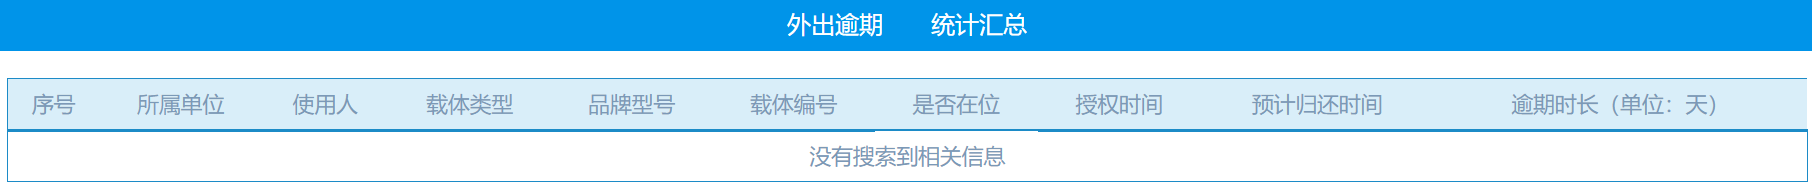 外出逾期 统计汇总
序号 所属单位 使用人 载体类型 品牌型号 载体编号 是否在位 授权时间 预计归还时间 逾期时长（单位：天）
没有搜索到相关信息